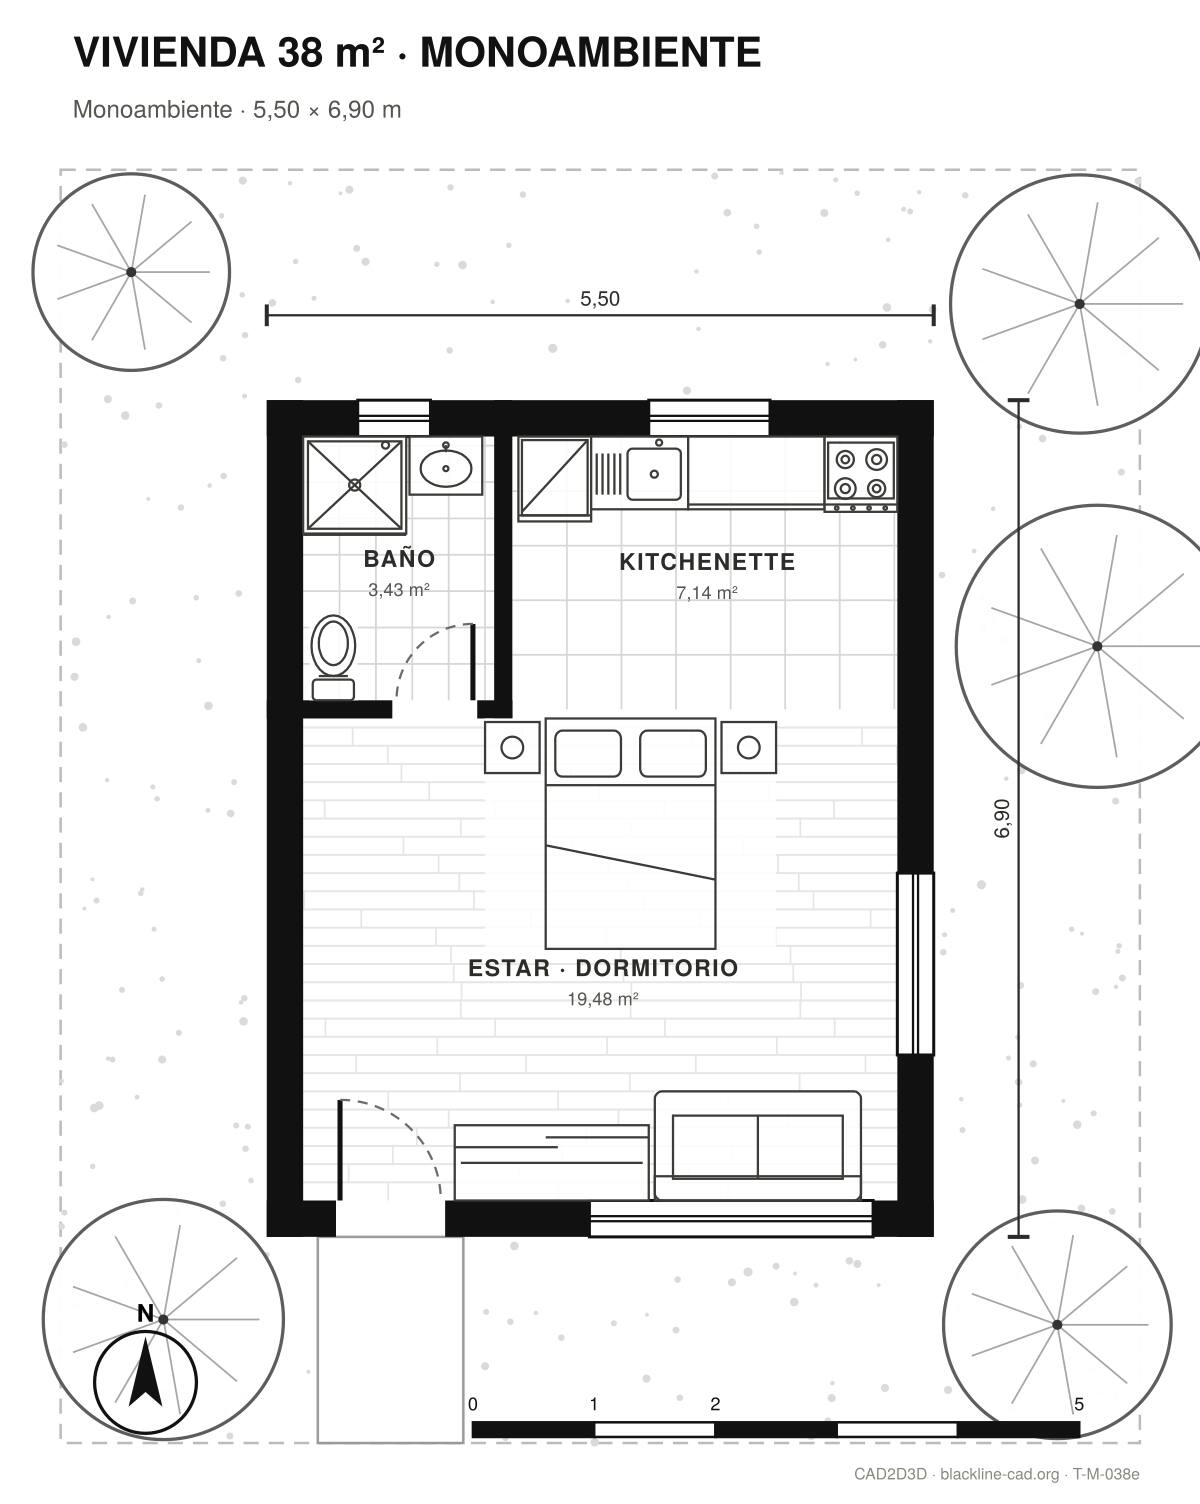 VIVIENDA 38 m² · MONOAMBIENTE
Monoambiente · 5,50 × 6,90 m
5,50
BAÑO
3,43 m²
KITCHENETTE
7,14 m²
6,90
ESTAR · DORMITORIO
19,48 m²
N
0 1 2 5
CAD2D3D · blackline-cad.org · T-M-038e